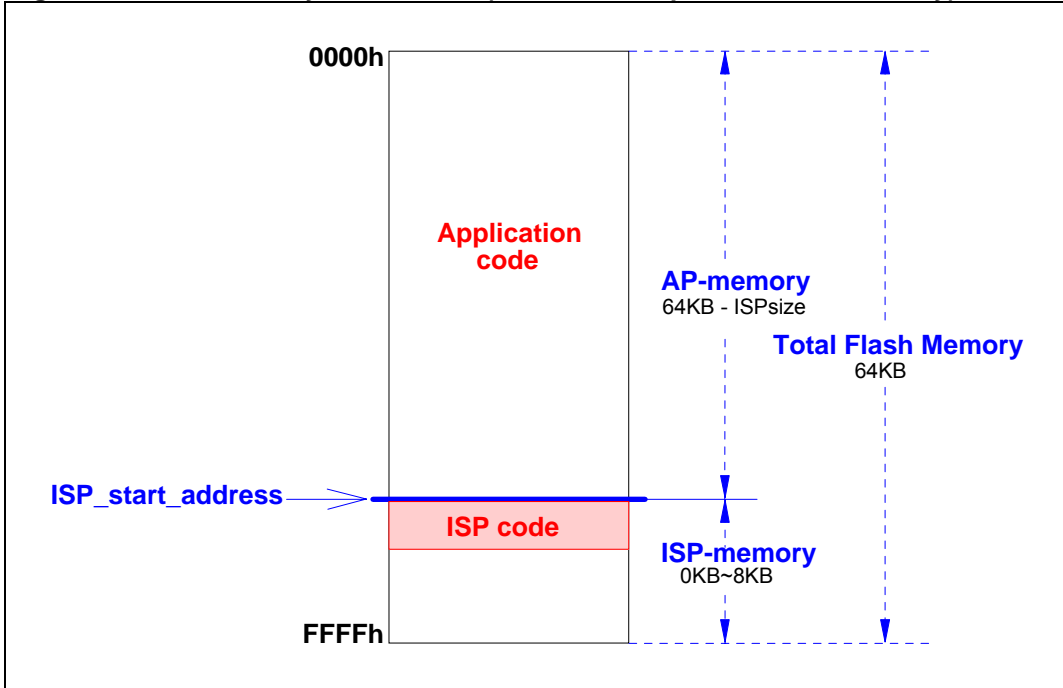 0000h
Application
code
AP-memory
64KB - ISPsize
Total Flash Memory
64KB
ISP_start_address
ISP code
ISP-memory
0KB~8KB
FFFFh